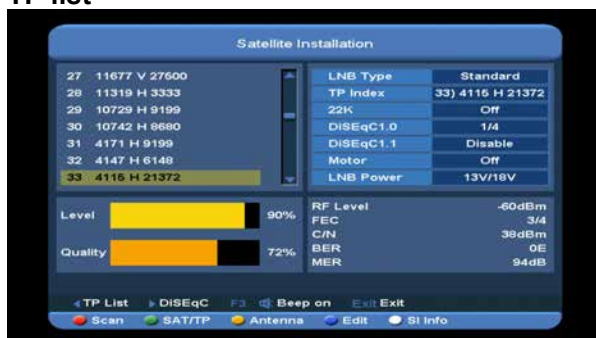 TP list
Satellite Installation
27 11677 V 27600
28 11319 H 3333
29 10729 H 9199
30 10742 H 8680
31 4171 H 9199
32 4147 H 6148
33 4115 H 21372
LNB Type Standard
TP Index 33) 4115 H 21372
22K Off
DiSEqC1.0 1/4
DiSEqC1.1 Disable
Motor Off
LNB Power 13V/18V
Level 90%
Quality 72%
RF Level -60dBm
FEC 3/4
C/N 38dBm
BER 0E
MER 94dB
TP List DiSEqC F3 Beep on Exit Exit
Scan SAT/TP Antenna Edit SI Info